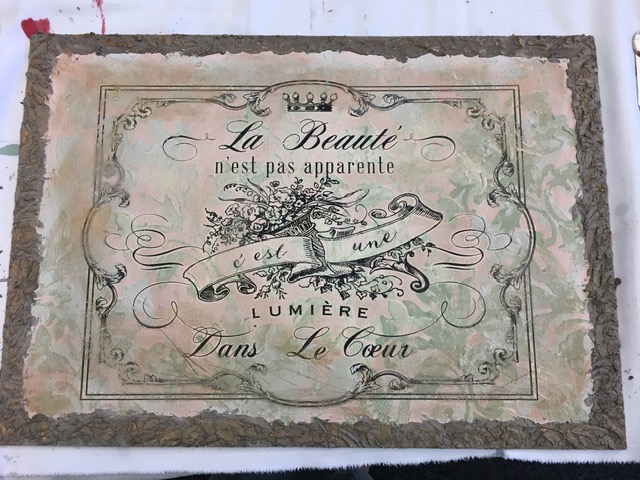 La Beauté
n'est pas apparente
c'est une
LUMIÈRE
Dans Le Cœur